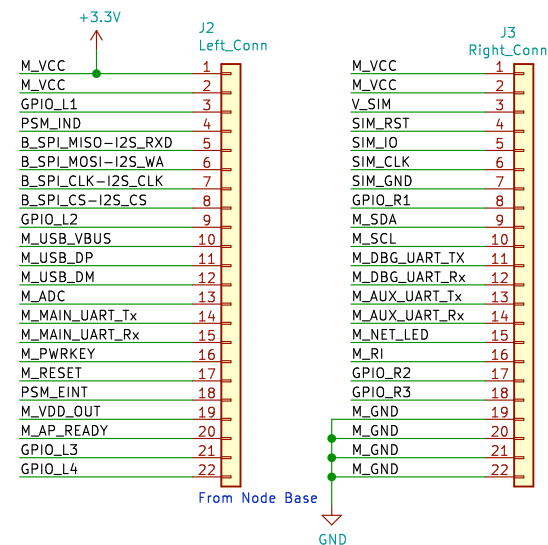 +3.3V
J2
Left_Conn
M_VCC 1
M_VCC 2
GPIO_L1 3
PSM_IND 4
B_SPI_MISO-I2S_RXD 5
B_SPI_MOSI-I2S_WA 6
B_SPI_CLK-I2S_CLK 7
B_SPI_CS-I2S_CS 8
GPIO_L2 9
M_USB_VBUS 10
M_USB_DP 11
M_USB_DM 12
M_ADC 13
M_MAIN_UART_Tx 14
M_MAIN_UART_Rx 15
M_PWRKEY 16
M_RESET 17
PSM_EINT 18
M_VDD_OUT 19
M_AP_READY 20
GPIO_L3 21
GPIO_L4 22
From Node Base
J3
Right_Conn
M_VCC 1
M_VCC 2
V_SIM 3
SIM_RST 4
SIM_IO 5
SIM_CLK 6
SIM_GND 7
GPIO_R1 8
M_SDA 9
M_SCL 10
M_DBG_UART_TX 11
M_DBG_UART_Rx 12
M_AUX_UART_Tx 13
M_AUX_UART_Rx 14
M_NET_LED 15
M_RI 16
GPIO_R2 17
GPIO_R3 18
M_GND 19
M_GND 20
M_GND 21
M_GND 22
GND